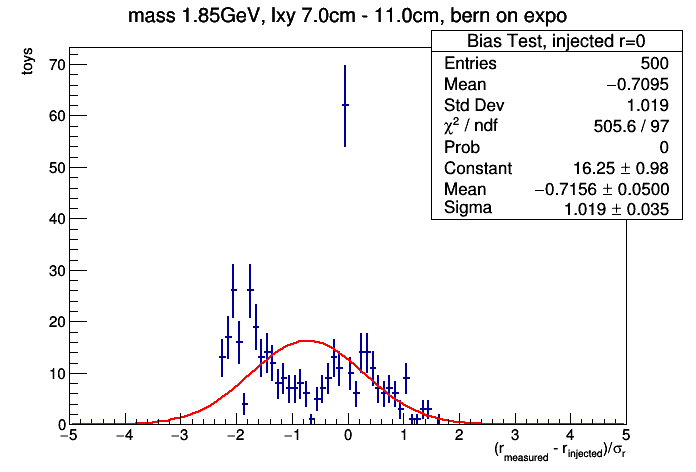 mass 1.85GeV, lxy 7.0cm - 11.0cm, bern on expo
Bias Test, injected r=0
Entries 500
Mean −0.7095
Std Dev 1.019
χ² / ndf 505.6 / 97
Prob 0
Constant 16.25 ± 0.98
Mean −0.7156 ± 0.0500
Sigma 1.019 ± 0.035
toys
70
60
50
40
30
20
10
0
−5 −4 −3 −2 −1 0 1 2 3 4 5
(r_measured - r_injected)/σ_r